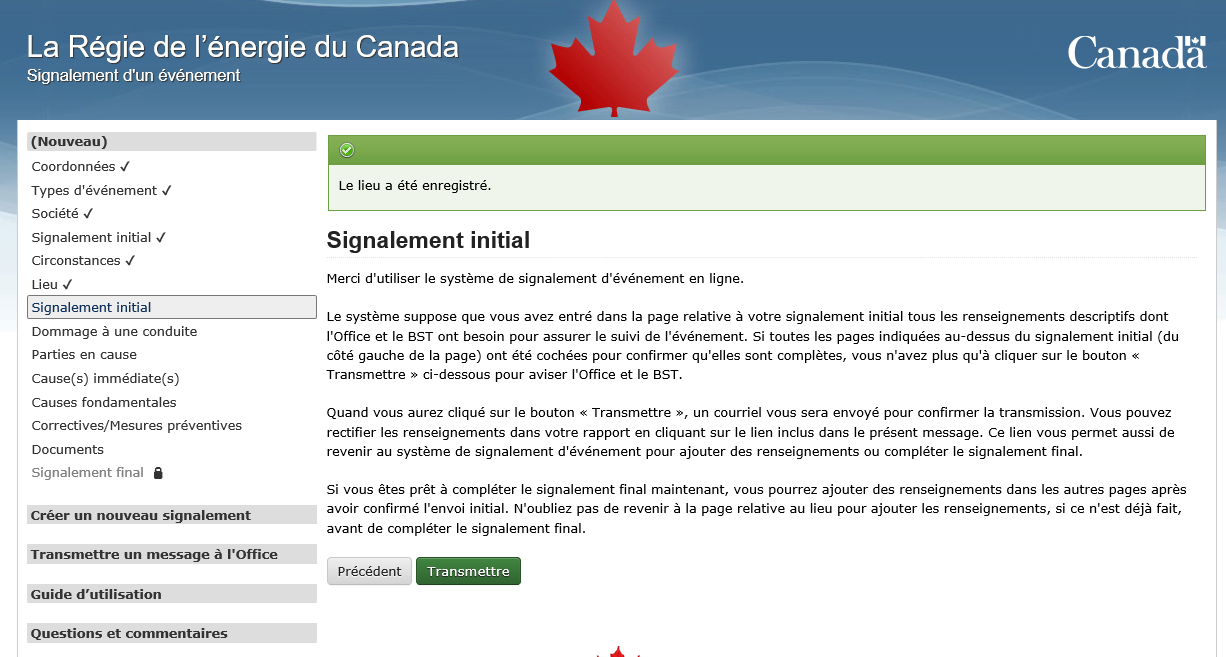 La Régie de l’énergie du Canada
Signalement d'un événement
Canada
(Nouveau)
Coordonnées ✓
Types d'événement ✓
Société ✓
Signalement initial ✓
Circonstances ✓
Lieu ✓
Signalement initial
Dommage à une conduite
Parties en cause
Cause(s) immédiate(s)
Causes fondamentales
Correctives/Mesures préventives
Documents
Signalement final
Créer un nouveau signalement
Transmettre un message à l'Office
Guide d’utilisation
Questions et commentaires
Le lieu a été enregistré.
Signalement initial
Merci d'utiliser le système de signalement d'événement en ligne.
Le système suppose que vous avez entré dans la page relative à votre signalement initial tous les renseignements descriptifs dont
l'Office et le BST ont besoin pour assurer le suivi de l'événement. Si toutes les pages indiquées au-dessus du signalement initial (du
côté gauche de la page) ont été cochées pour confirmer qu'elles sont complètes, vous n'avez plus qu'à cliquer sur le bouton «
Transmettre » ci-dessous pour aviser l'Office et le BST.
Quand vous aurez cliqué sur le bouton « Transmettre », un courriel vous sera envoyé pour confirmer la transmission. Vous pouvez
rectifier les renseignements dans votre rapport en cliquant sur le lien inclus dans le présent message. Ce lien vous permet aussi de
revenir au système de signalement d'événement pour ajouter des renseignements ou compléter le signalement final.
Si vous êtes prêt à compléter le signalement final maintenant, vous pourrez ajouter des renseignements dans les autres pages après
avoir confirmé l'envoi initial. N'oubliez pas de revenir à la page relative au lieu pour ajouter les renseignements, si ce n'est déjà fait,
avant de compléter le signalement final.
Précédent
Transmettre